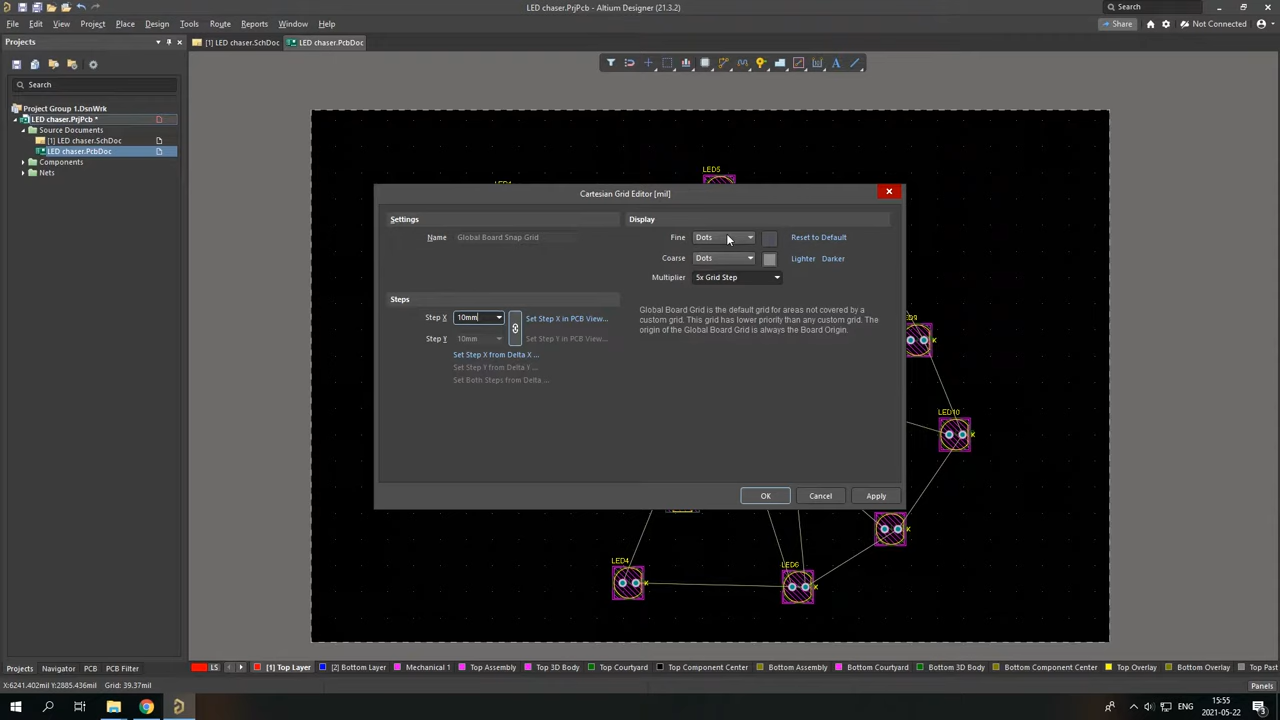 LED chaser.PrjPcb - Altium Designer (21.3.2)
Search
File Edit View Project Place Design Tools Route Reports Window Help
Share
Not Connected
Projects
[1] LED chaser.SchDoc
LED chaser.PcbDoc
Search
Project Group 1.DsnWrk
LED chaser.PrjPcb *
Source Documents
[1] LED chaser.SchDoc
LED chaser.PcbDoc
Components
Nets
LED5
Cartesian Grid Editor [mil]
Settings
Name Global Board Snap Grid
Display
Fine Dots Reset to Default
Coarse Dots Lighter Darker
Multiplier 5x Grid Step
Global Board Grid is the default grid for areas not covered by a
custom grid. This grid has lower priority than any custom grid. The
origin of the Global Board Grid is always the Board Origin.
Steps
Step X 10mm Set Step X in PCB View...
Step Y 10mm Set Step Y in PCB View...
Set Step X from Delta X ...
Set Step Y from Delta Y ...
Set Both Steps from Delta ...
OK Cancel Apply
K
LED10
K
K
LED4
K
LED6
K
Projects Navigator PCB PCB Filter
LS [1] Top Layer [2] Bottom Layer Mechanical 1 Top Assembly Top 3D Body Top Courtyard Top Component Center Bottom Assembly Bottom Courtyard Bottom 3D Body Bottom Component Center Top Overlay Bottom Overlay Top Past
X:6241.402mil Y:2885.436mil Grid: 39.37mil
Panels
ENG
15:55
2021-05-22
3